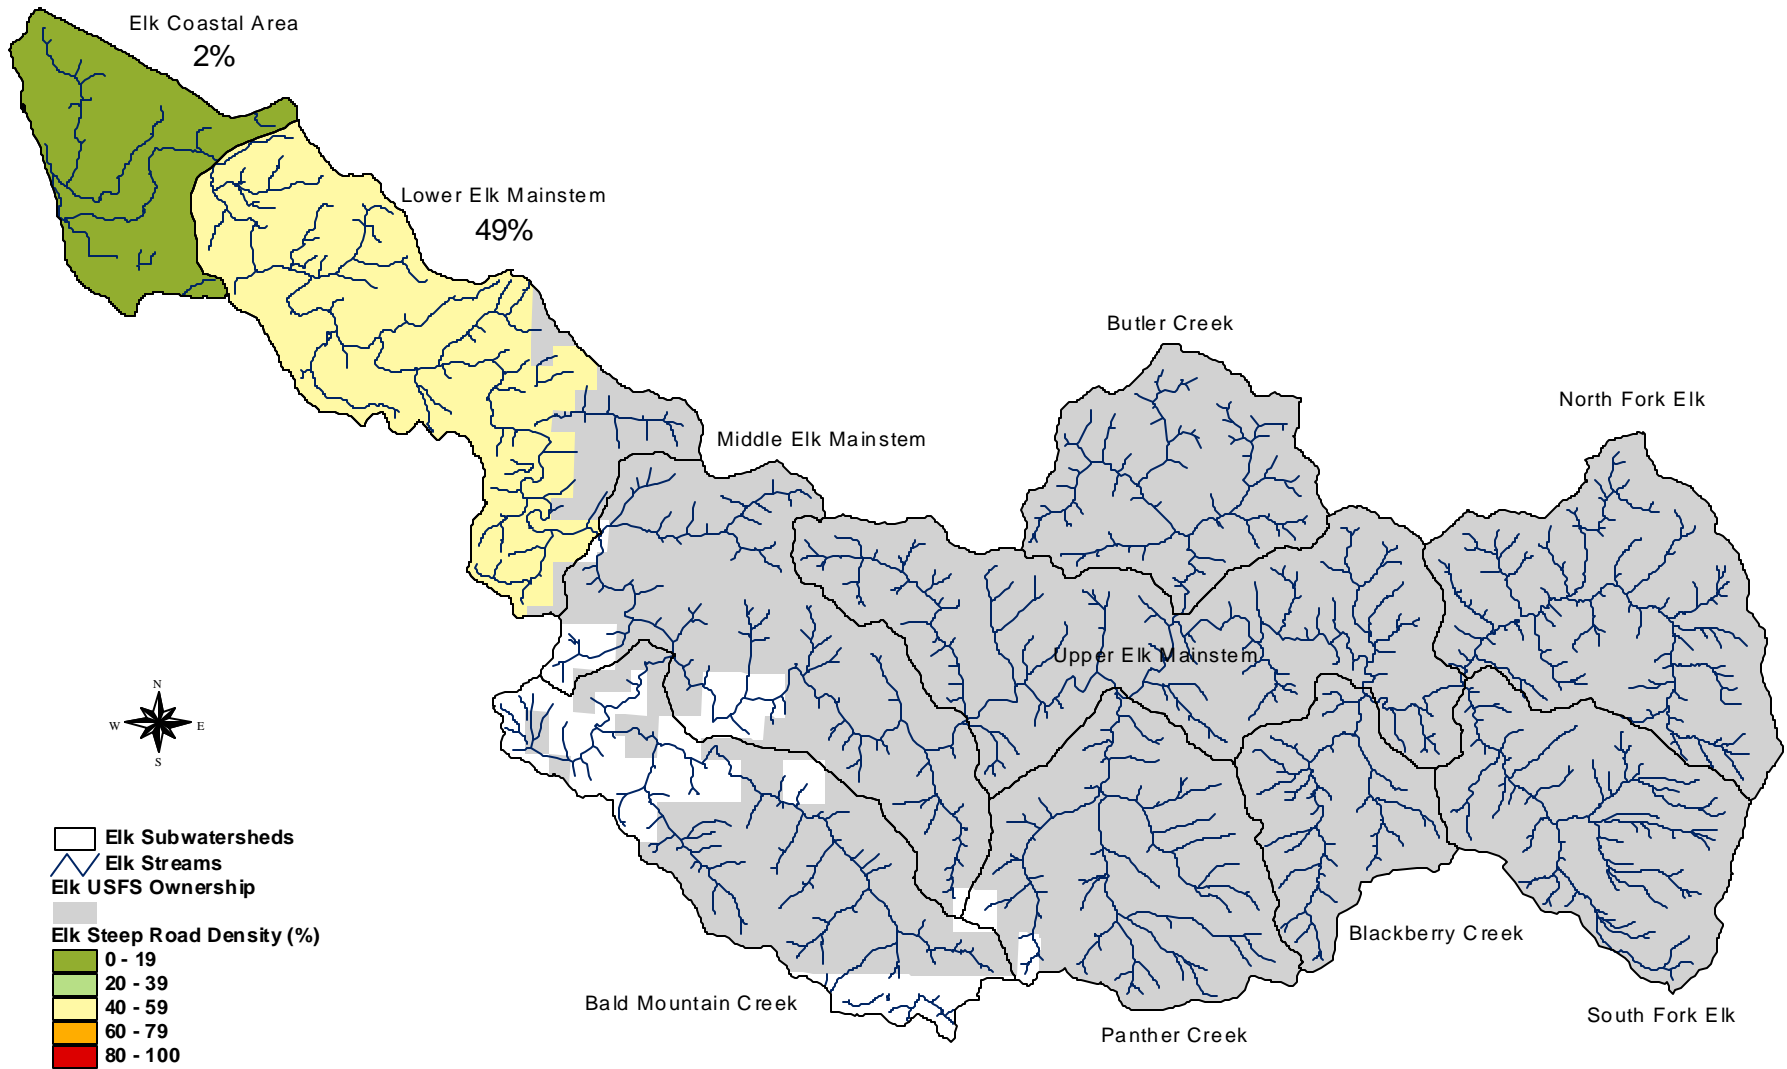 Elk Coastal Area
2%
Lower Elk Mainstem
49%
Butler Creek
North Fork Elk
Middle Elk Mainstem
Upper Elk Mainstem
N
W
E
S
Elk Subwatersheds
Elk Streams
Elk USFS Ownership
Elk Steep Road Density (%)
0 - 19
20 - 39
40 - 59
60 - 79
80 - 100
Blackberry Creek
Bald Mountain Creek
South Fork Elk
Panther Creek